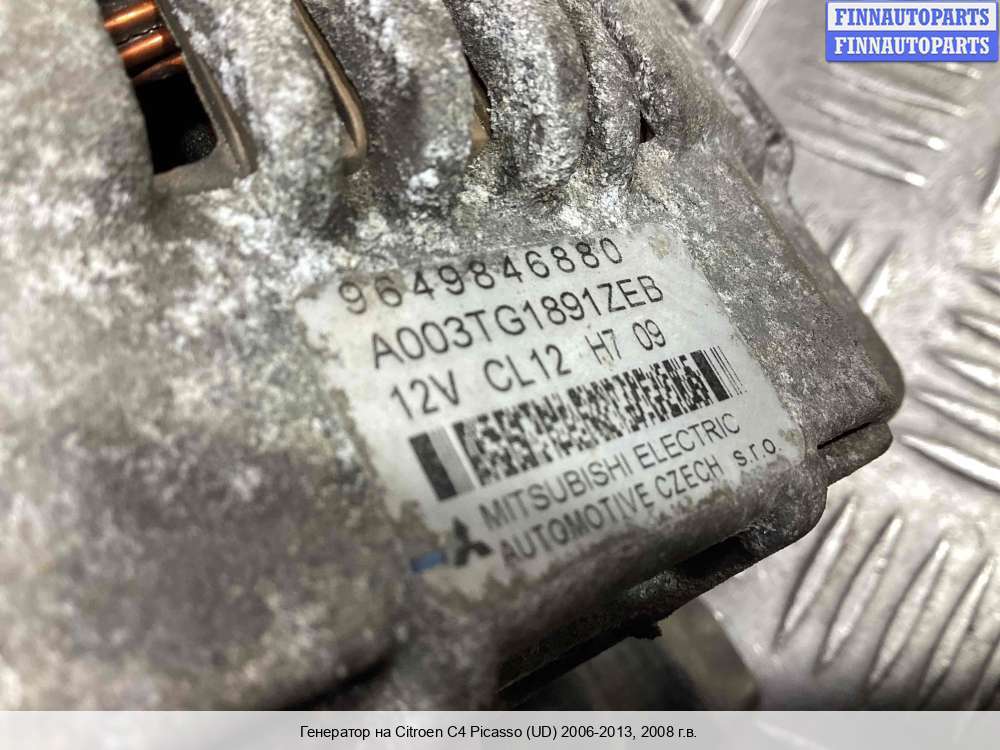 FINNAUTOPARTS
FINNAUTOPARTS
9649846880
A003TG1891ZEB
12V CL12 H7 09
MITSUBISHI ELECTRIC
AUTOMOTIVE CZECH s.r.o.
Генератор на Citroen C4 Picasso (UD) 2006-2013, 2008 г.в.